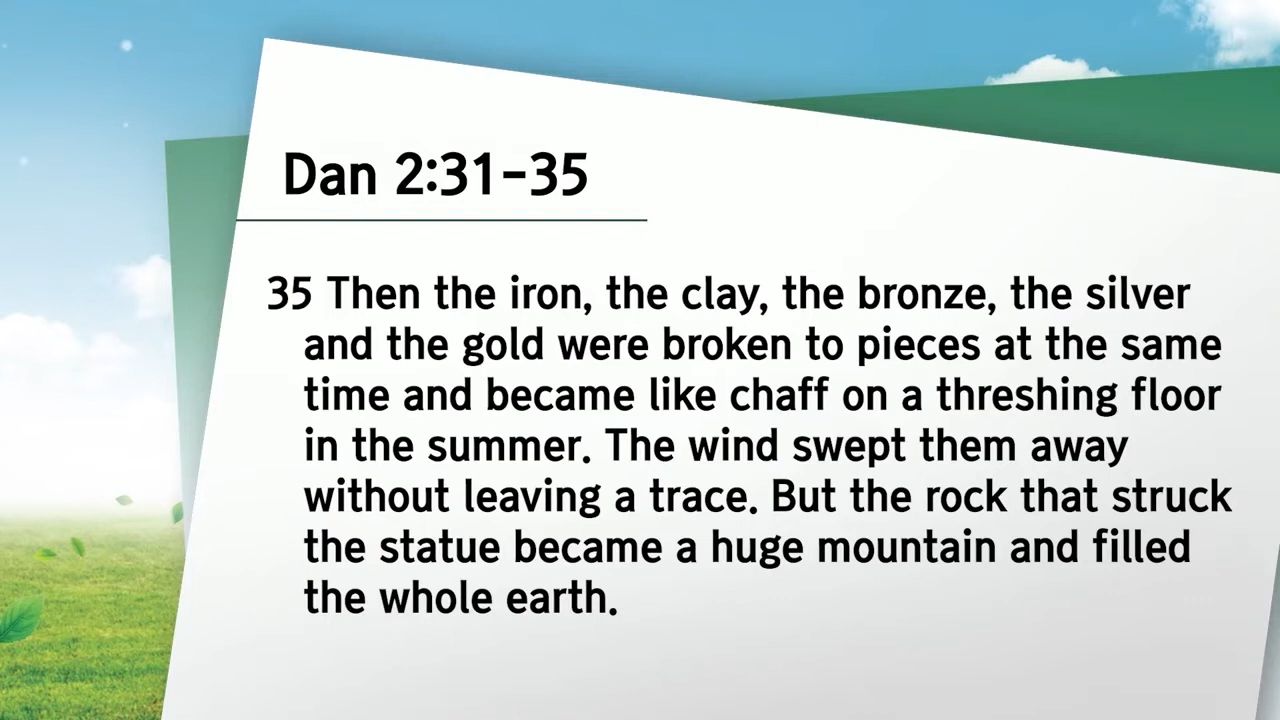 Dan 2:31-35
35 Then the iron, the clay, the bronze, the silver
and the gold were broken to pieces at the same
time and became like chaff on a threshing floor
in the summer. The wind swept them away
without leaving a trace. But the rock that struck
the statue became a huge mountain and filled
the whole earth.